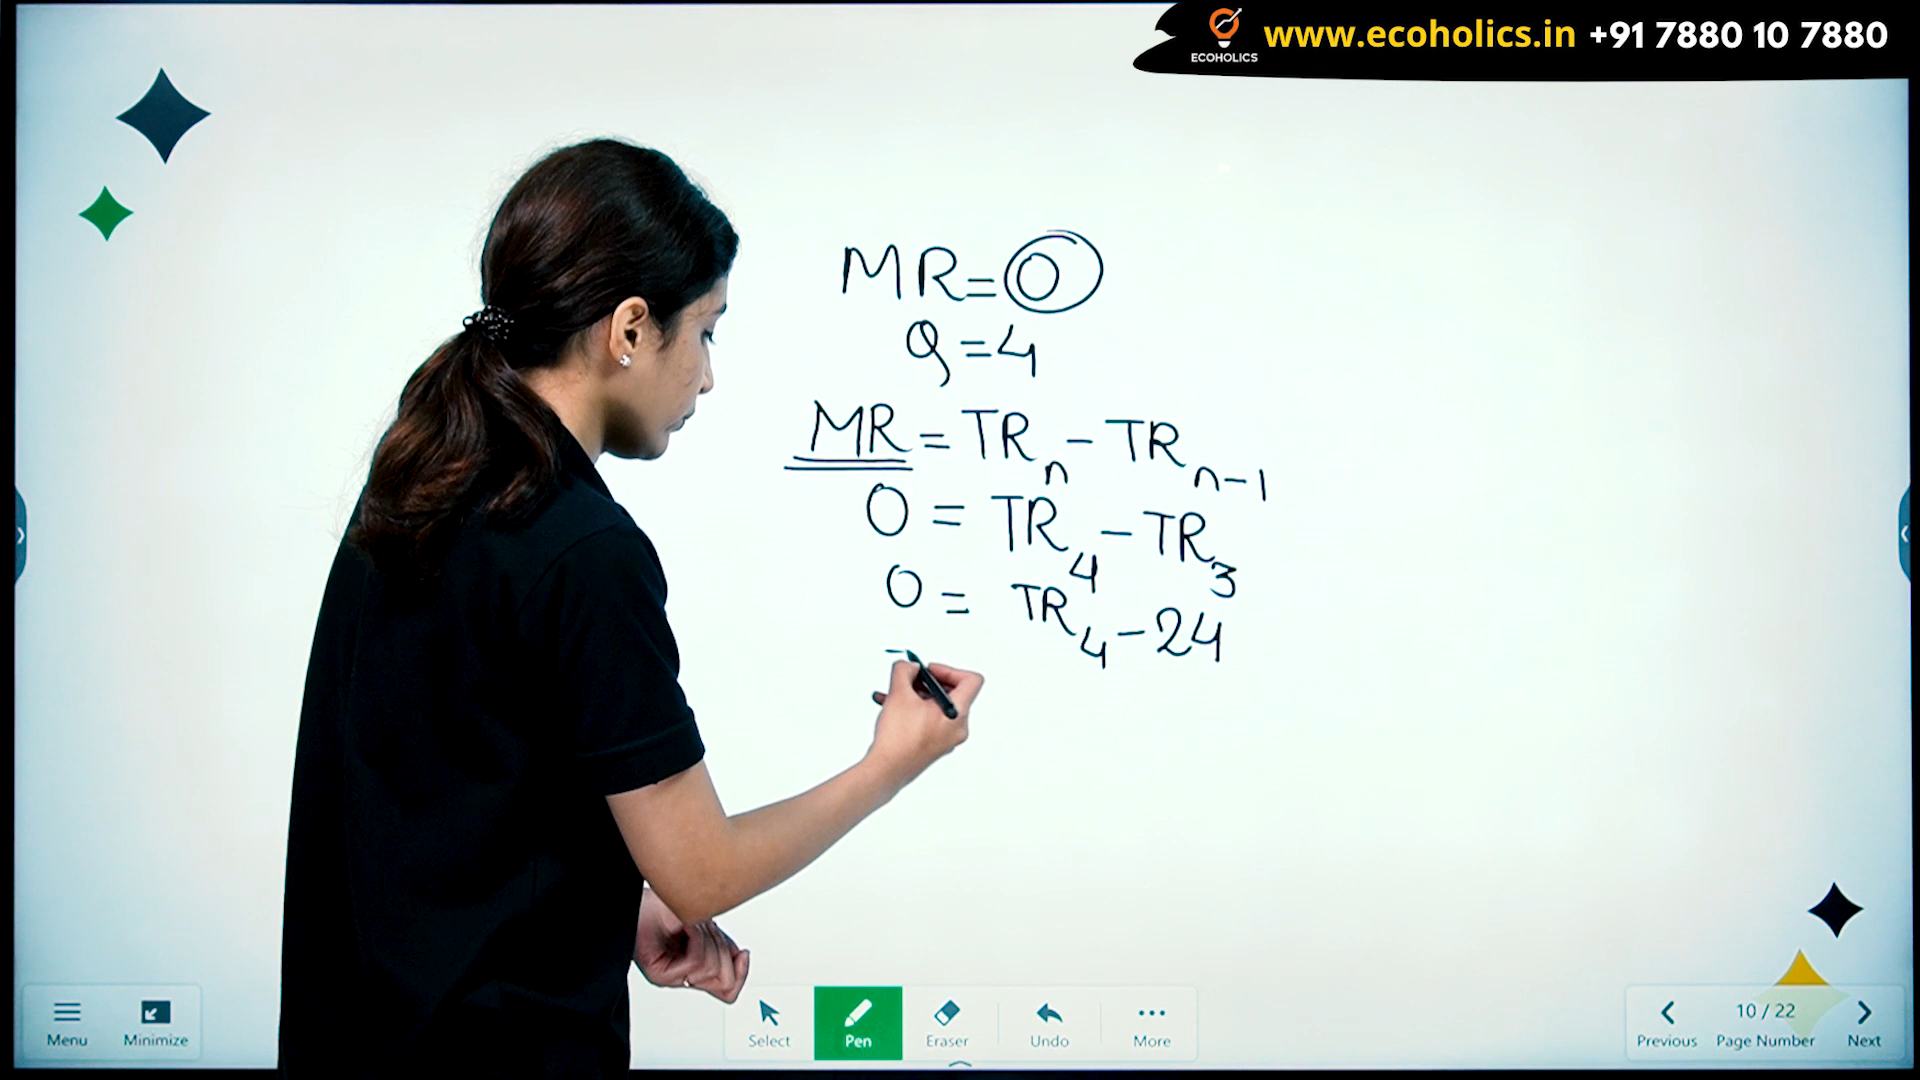 www.ecoholics.in +91 7880 10 7880
ECOHOLICS
MR=0
Q=4
MR = TRn - TRn-1
0 = TR4 - TR3
0 = TR4 - 24
Menu
Minimize
Select
Pen
Eraser
Undo
More
Previous
10 / 22
Page Number
Next